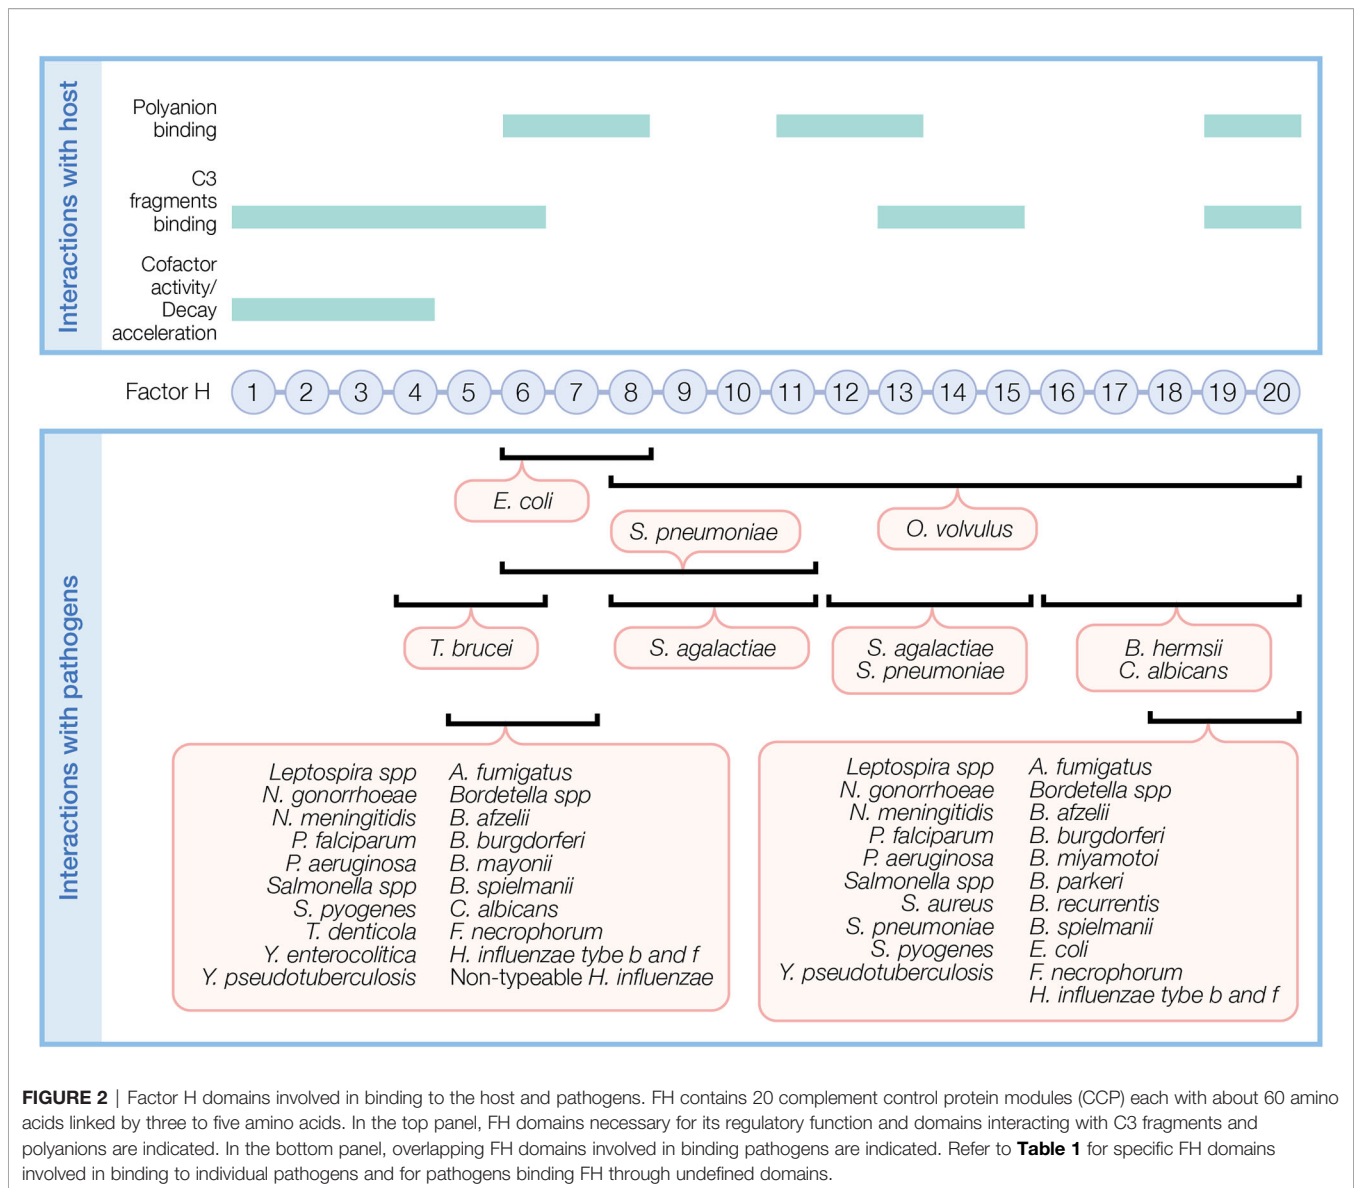 Interactions with host
Polyanion
binding
C3
fragments
binding
Cofactor
activity/
Decay
acceleration
Factor H
1 2 3 4 5 6 7 8 9 10 11 12 13 14 15 16 17 18 19 20
Interactions with pathogens
E. coli
O. volvulus
S. pneumoniae
T. brucei
S. agalactiae
S. agalactiae
S. pneumoniae
B. hermsii
C. albicans
Leptospira spp
N. gonorrhoeae
N. meningitidis
P. falciparum
P. aeruginosa
Salmonella spp
S. pyogenes
T. denticola
Y. enterocolitica
Y. pseudotuberculosis
A. fumigatus
Bordetella spp
B. afzelii
B. burgdorferi
B. mayonii
B. spielmanii
C. albicans
F. necrophorum
H. influenzae tybe b and f
Non-typeable H. influenzae
Leptospira spp
N. gonorrhoeae
N. meningitidis
P. falciparum
P. aeruginosa
Salmonella spp
S. aureus
S. pneumoniae
S. pyogenes
Y. pseudotuberculosis
A. fumigatus
Bordetella spp
B. afzelii
B. burgdorferi
B. miyamotoi
B. parkeri
B. recurrentis
B. spielmanii
E. coli
F. necrophorum
H. influenzae tybe b and f
FIGURE 2 | Factor H domains involved in binding to the host and pathogens. FH contains 20 complement control protein modules (CCP) each with about 60 amino
acids linked by three to five amino acids. In the top panel, FH domains necessary for its regulatory function and domains interacting with C3 fragments and
polyanions are indicated. In the bottom panel, overlapping FH domains involved in binding pathogens are indicated. Refer to Table 1 for specific FH domains
involved in binding to individual pathogens and for pathogens binding FH through undefined domains.